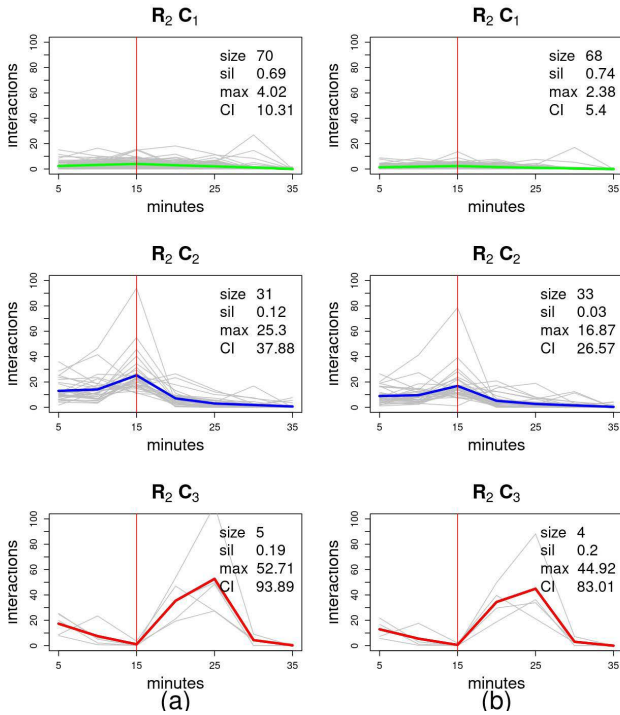 R2 C1
interactions
0 20 40 60 80 100
size 70
sil 0.69
max 4.02
CI 10.31
5 15 25 35
minutes
R2 C1
interactions
0 20 40 60 80 100
size 68
sil 0.74
max 2.38
CI 5.4
5 15 25 35
minutes
R2 C2
interactions
0 20 40 60 80 100
size 31
sil 0.12
max 25.3
CI 37.88
5 15 25 35
minutes
R2 C2
interactions
0 20 40 60 80 100
size 33
sil 0.03
max 16.87
CI 26.57
5 15 25 35
minutes
R2 C3
interactions
0 20 40 60 80 100
size 5
sil 0.19
max 52.71
CI 93.89
5 15 25 35
minutes
(a)
R2 C3
interactions
0 20 40 60 80 100
size 4
sil 0.2
max 44.92
CI 83.01
5 15 25 35
minutes
(b)